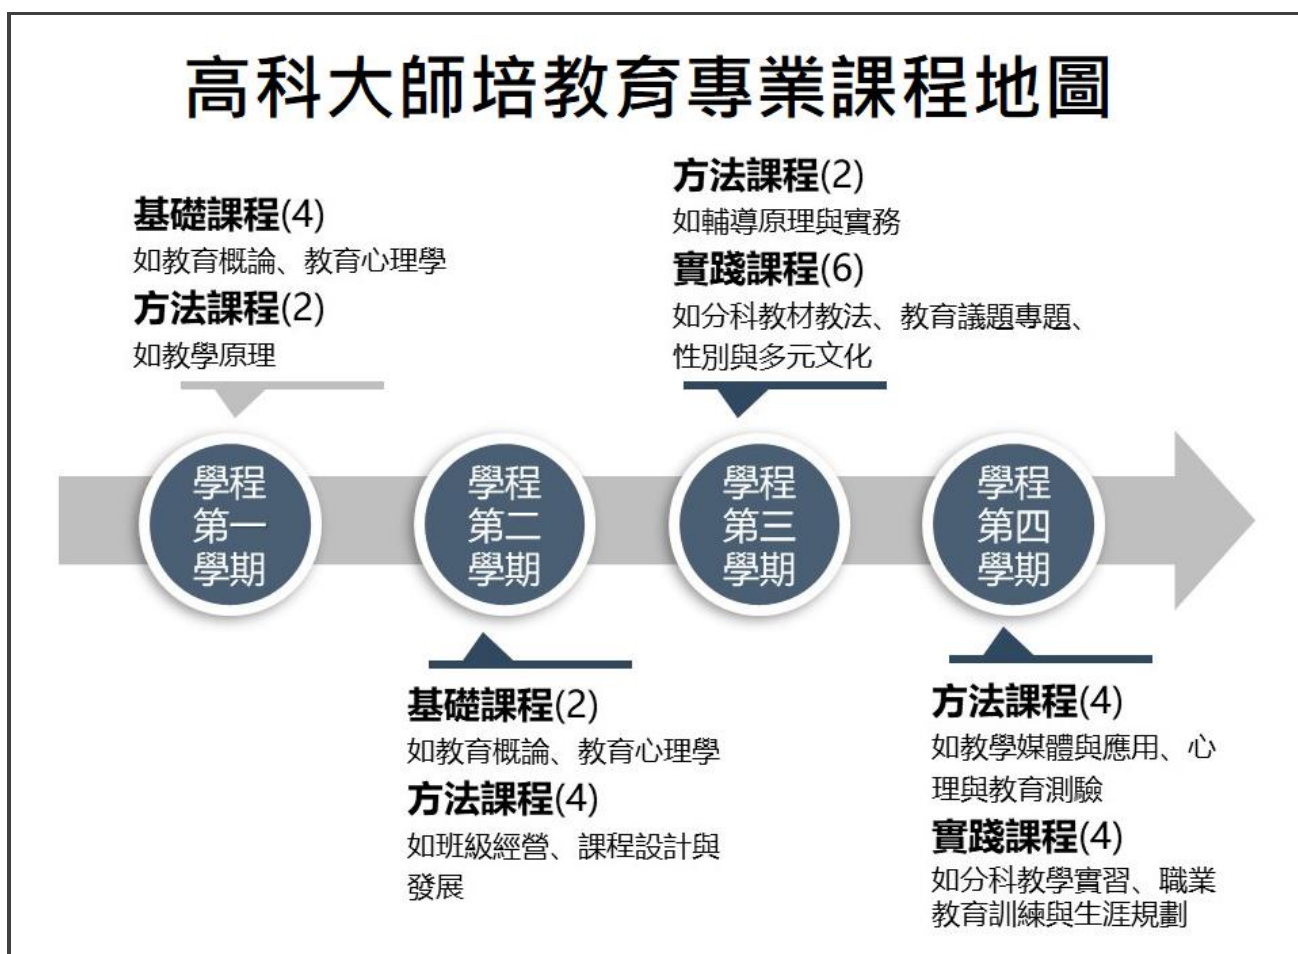 高科大師培教育專業課程地圖
基礎課程(4)
如教育概論、教育心理學
方法課程(2)
如教學原理
方法課程(2)
如輔導原理與實務
實踐課程(6)
如分科教材教法、教育議題專題、
性別與多元文化
學程
第一
學期
學程
第二
學期
學程
第三
學期
學程
第四
學期
基礎課程(2)
如教育概論、教育心理學
方法課程(4)
如班級經營、課程設計與
發展
方法課程(4)
如教學媒體與應用、心
理與教育測驗
實踐課程(4)
如分科教學實習、職業
教育訓練與生涯規劃